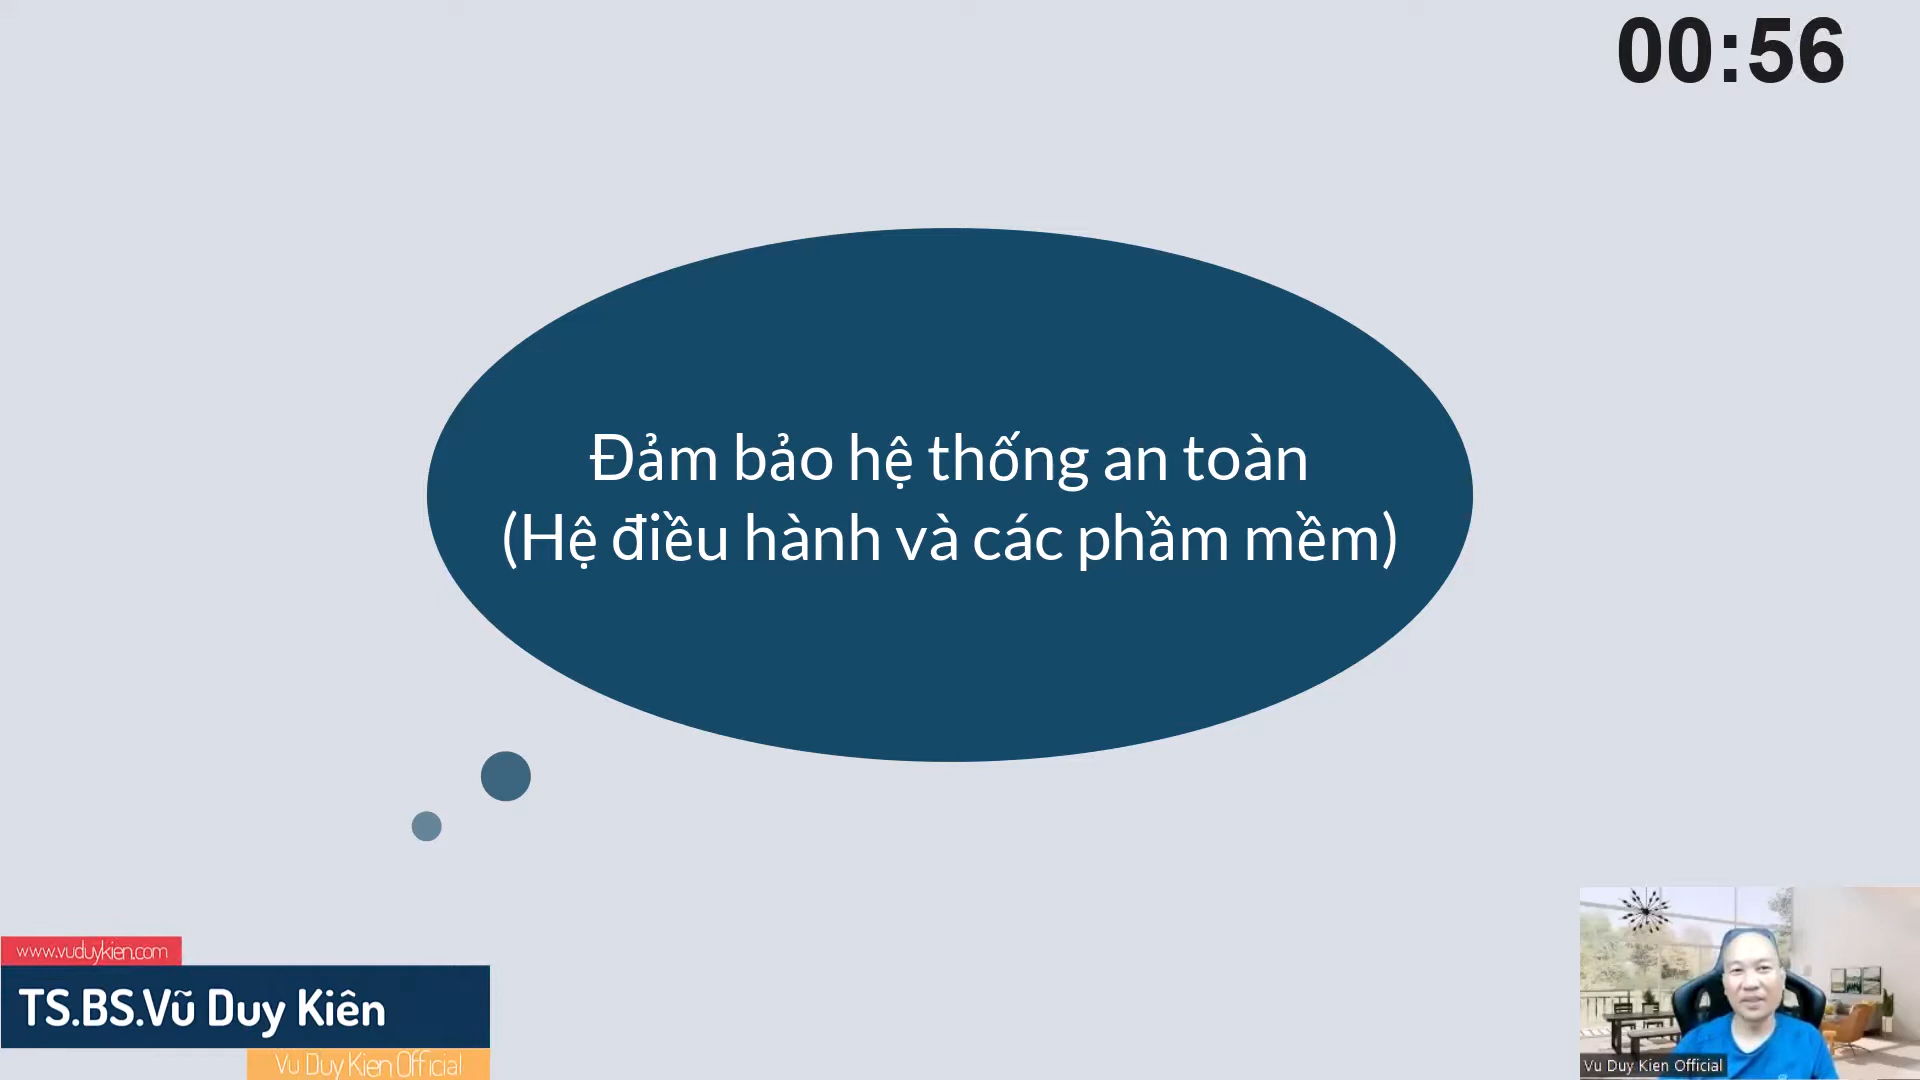 00:56
Đảm bảo hệ thống an toàn
(Hệ điều hành và các phầm mềm)
www.vuduykien.com
TS.BS.Vũ Duy Kiên
Vu Duy Kien Official
Vu Duy Kien Official